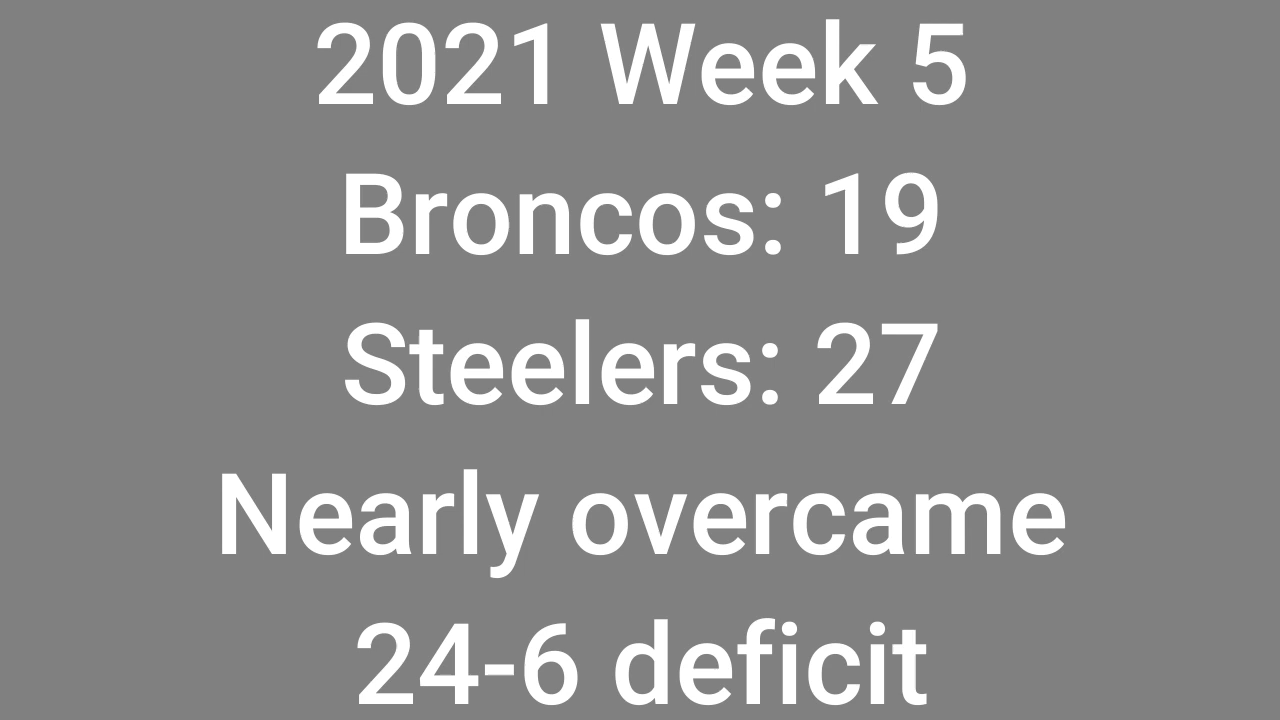 2021 Week 5
Broncos: 19
Steelers: 27
Nearly overcame
24-6 deficit